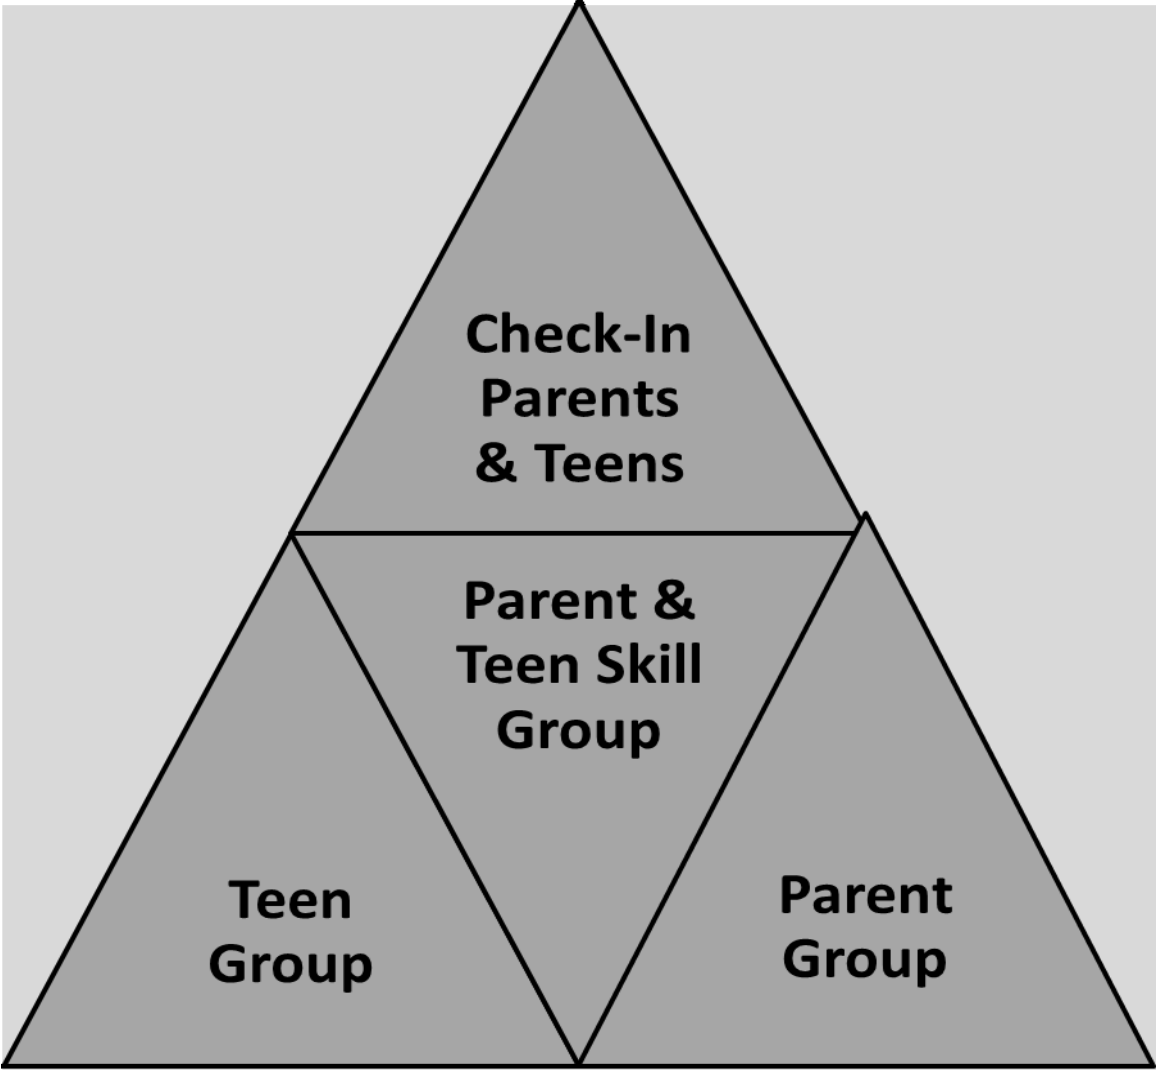 Check-In
Parents
& Teens
Parent &
Teen Skill
Group
Teen
Group
Parent
Group